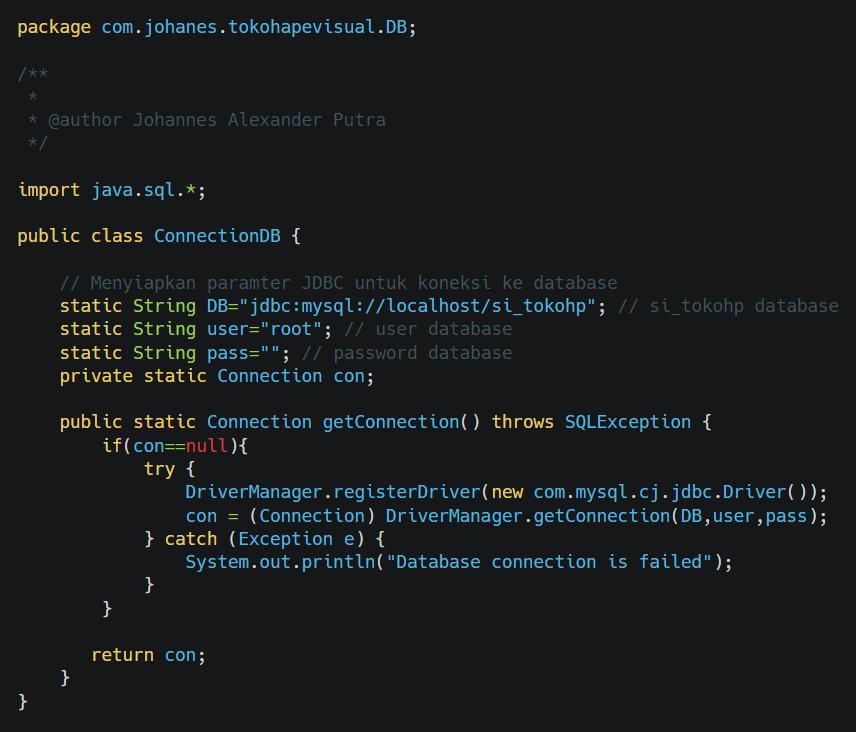 package com.johanes.tokohapevisual.DB;
/**
 *
 * @author Johannes Alexander Putra
 */
import java.sql.*;
public class ConnectionDB {
    // Menyiapkan paramter JDBC untuk koneksi ke database
    static String DB="jdbc:mysql://localhost/si_tokohp"; // si_tokohp database
    static String user="root"; // user database
    static String pass=""; // password database
    private static Connection con;
    public static Connection getConnection() throws SQLException {
        if(con==null){
            try {
                DriverManager.registerDriver(new com.mysql.cj.jdbc.Driver());
                con = (Connection) DriverManager.getConnection(DB,user,pass);
            } catch (Exception e) {
                System.out.println("Database connection is failed");
            }
        }
       return con;
    }
}